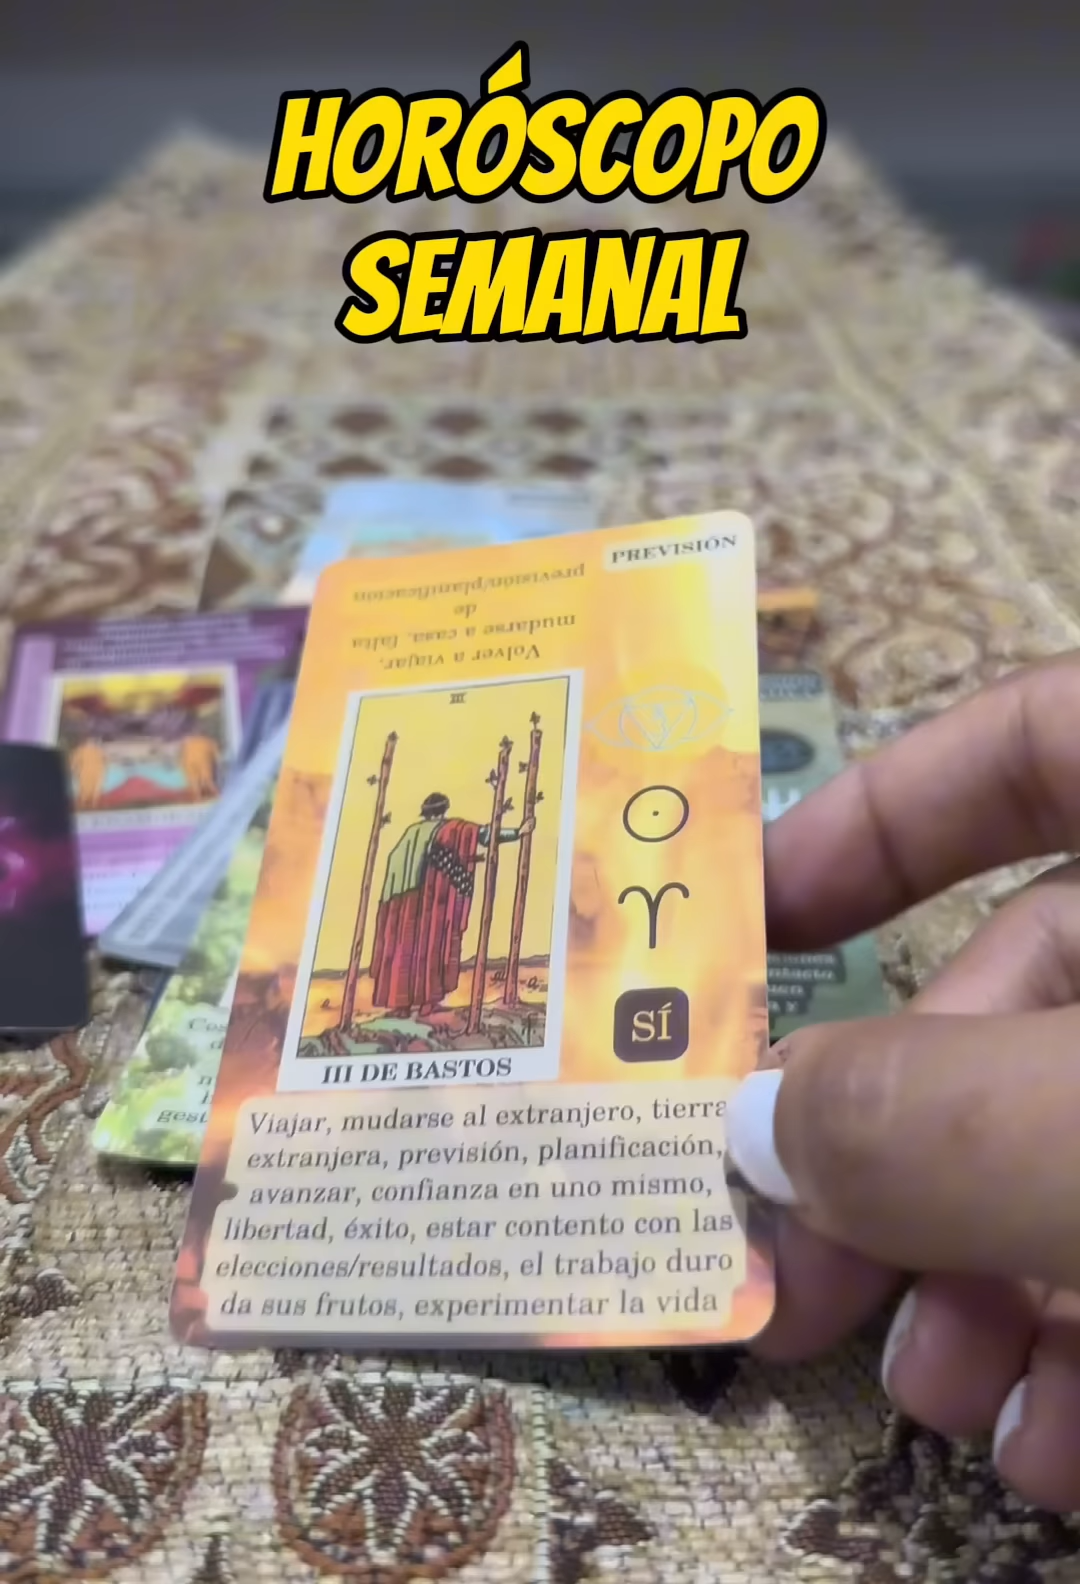 HORÓSCOPO
SEMANAL
PREVISIÓN
Volver a viajar,
mudarse a casa, falta
de
previsión/planificación
III
SÍ
III DE BASTOS
Viajar, mudarse al extranjero, tierra
extranjera, previsión, planificación,
avanzar, confianza en uno mismo,
libertad, éxito, estar contento con las
elecciones/resultados, el trabajo duro
da sus frutos, experimentar la vida